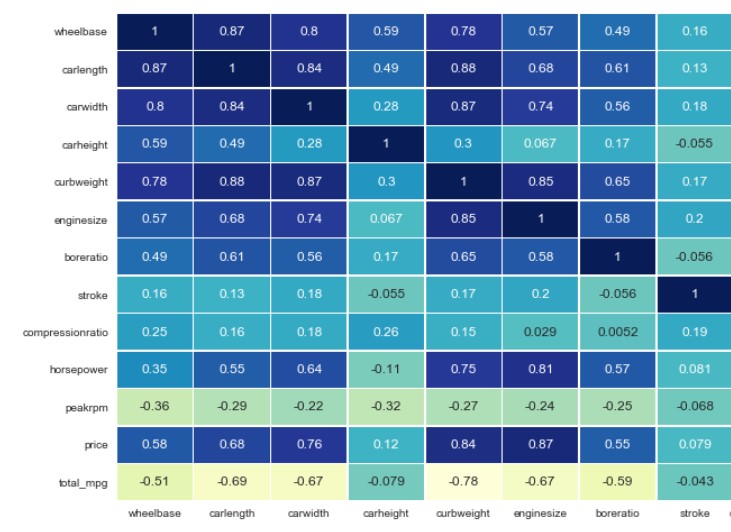 wheelbase 1 0.87 0.8 0.59 0.78 0.57 0.49 0.16
carlength 0.87 1 0.84 0.49 0.88 0.68 0.61 0.13
carwidth 0.8 0.84 1 0.28 0.87 0.74 0.56 0.18
carheight 0.59 0.49 0.28 1 0.3 0.067 0.17 -0.055
curbweight 0.78 0.88 0.87 0.3 1 0.85 0.65 0.17
enginesize 0.57 0.68 0.74 0.067 0.85 1 0.58 0.2
boreratio 0.49 0.61 0.56 0.17 0.65 0.58 1 -0.056
stroke 0.16 0.13 0.18 -0.055 0.17 0.2 -0.056 1
compressionratio 0.25 0.16 0.18 0.26 0.15 0.029 0.0052 0.19
horsepower 0.35 0.55 0.64 -0.11 0.75 0.81 0.57 0.081
peakrpm -0.36 -0.29 -0.22 -0.32 -0.27 -0.24 -0.25 -0.068
price 0.58 0.68 0.76 0.12 0.84 0.87 0.55 0.079
total_mpg -0.51 -0.69 -0.67 -0.079 -0.78 -0.67 -0.59 -0.043
wheelbase carlength carwidth carheight curbweight enginesize boreratio stroke